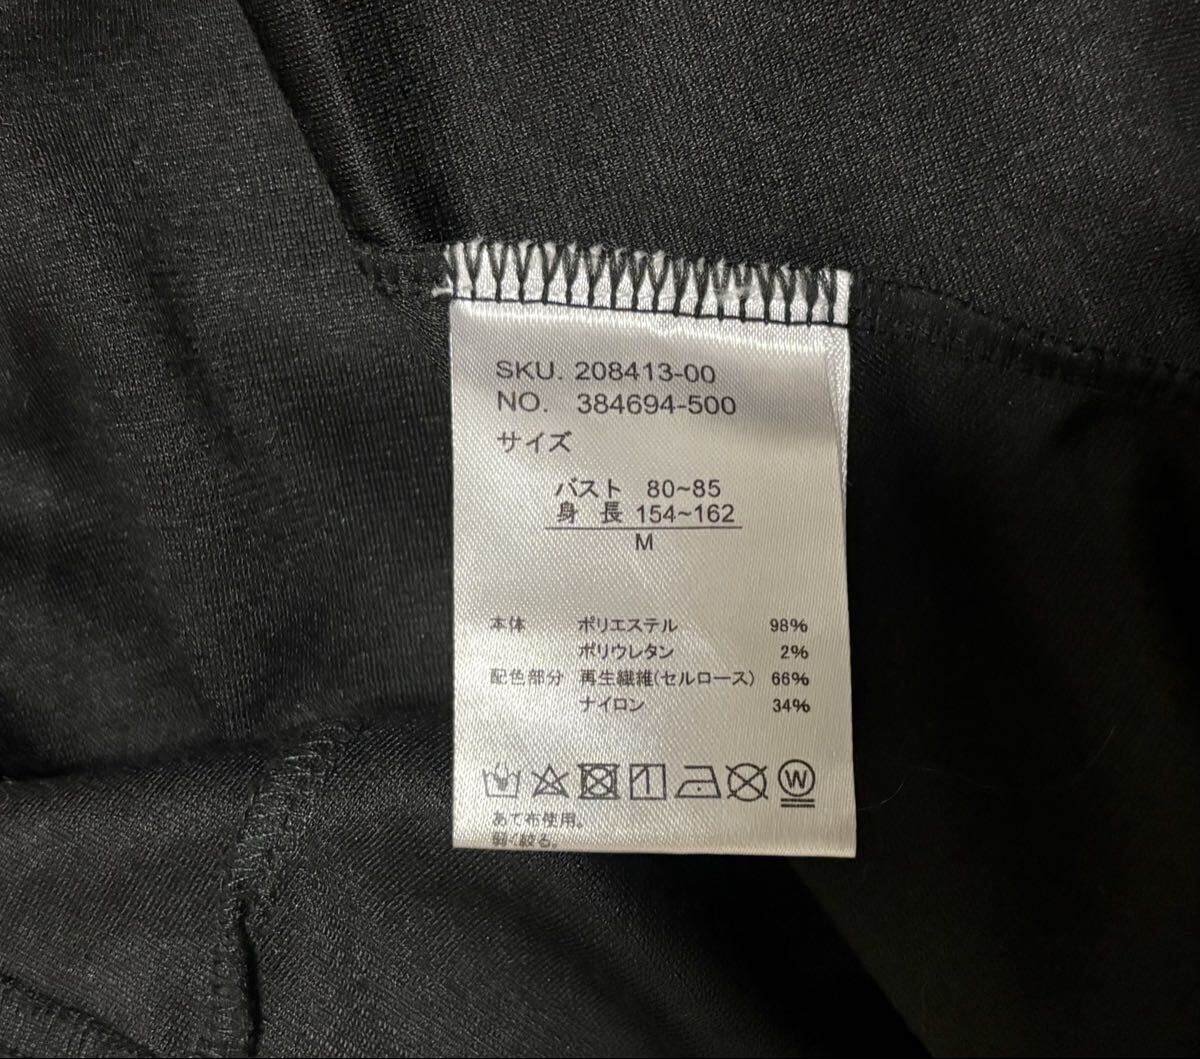 SKU. 208413-00
NO. 384694-500
サイズ
バスト 80~85
身 長 154~162
M
本体 ポリエステル 98%
ポリウレタン 2%
配色部分 再生繊維(セルロース) 66%
ナイロン 34%
W
あて布使用。
弱く絞る。